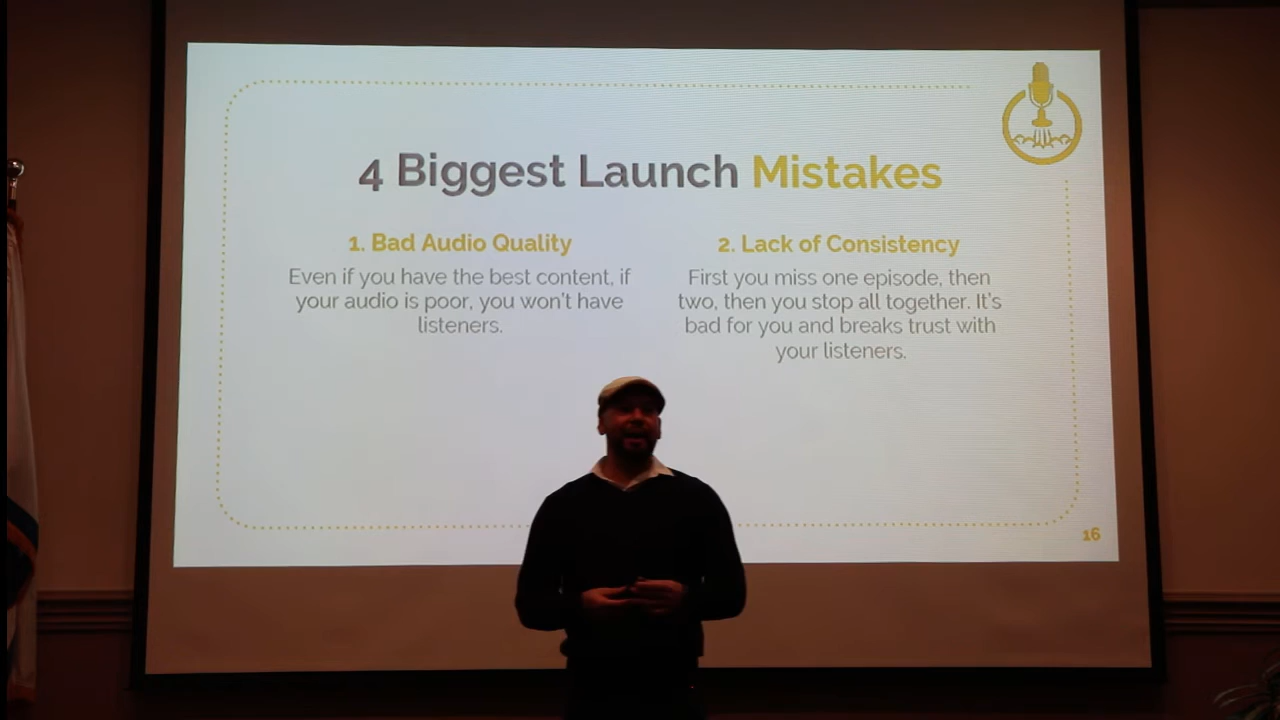 4 Biggest Launch Mistakes
1. Bad Audio Quality
Even if you have the best content, if
your audio is poor, you won't have
listeners.
2. Lack of Consistency
First you miss one episode, then
two, then you stop all together. It's
bad for you and breaks trust with
your listeners.
16